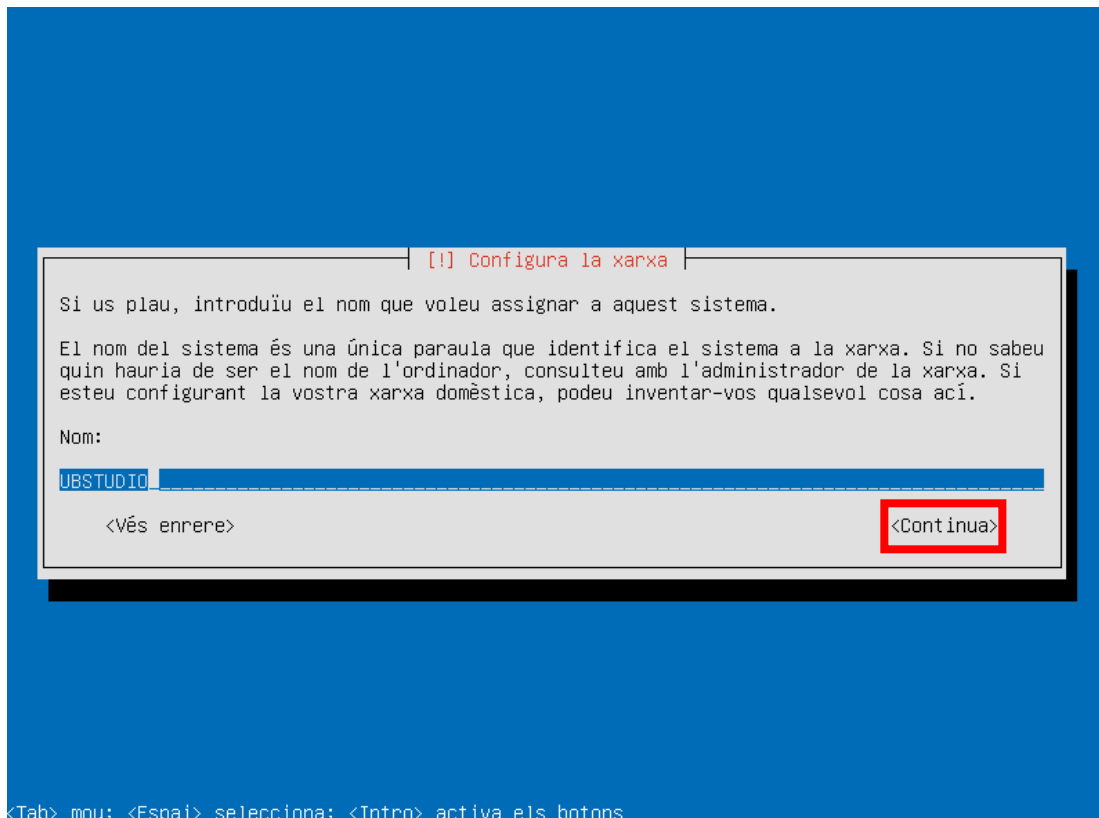 [!] Configura la xarxa
Si us plau, introduïu el nom que voleu assignar a aquest sistema.
El nom del sistema és una única paraula que identifica el sistema a la xarxa. Si no sabeu
quin hauria de ser el nom de l'ordinador, consulteu amb l'administrador de la xarxa. Si
esteu configurant la vostra xarxa domèstica, podeu inventar-vos qualsevol cosa ací.
Nom:
UBSTUDIO
<Vés enrere> <Continua>
<Tab> mou; <Espai> selecciona; <Intro> activa els botons